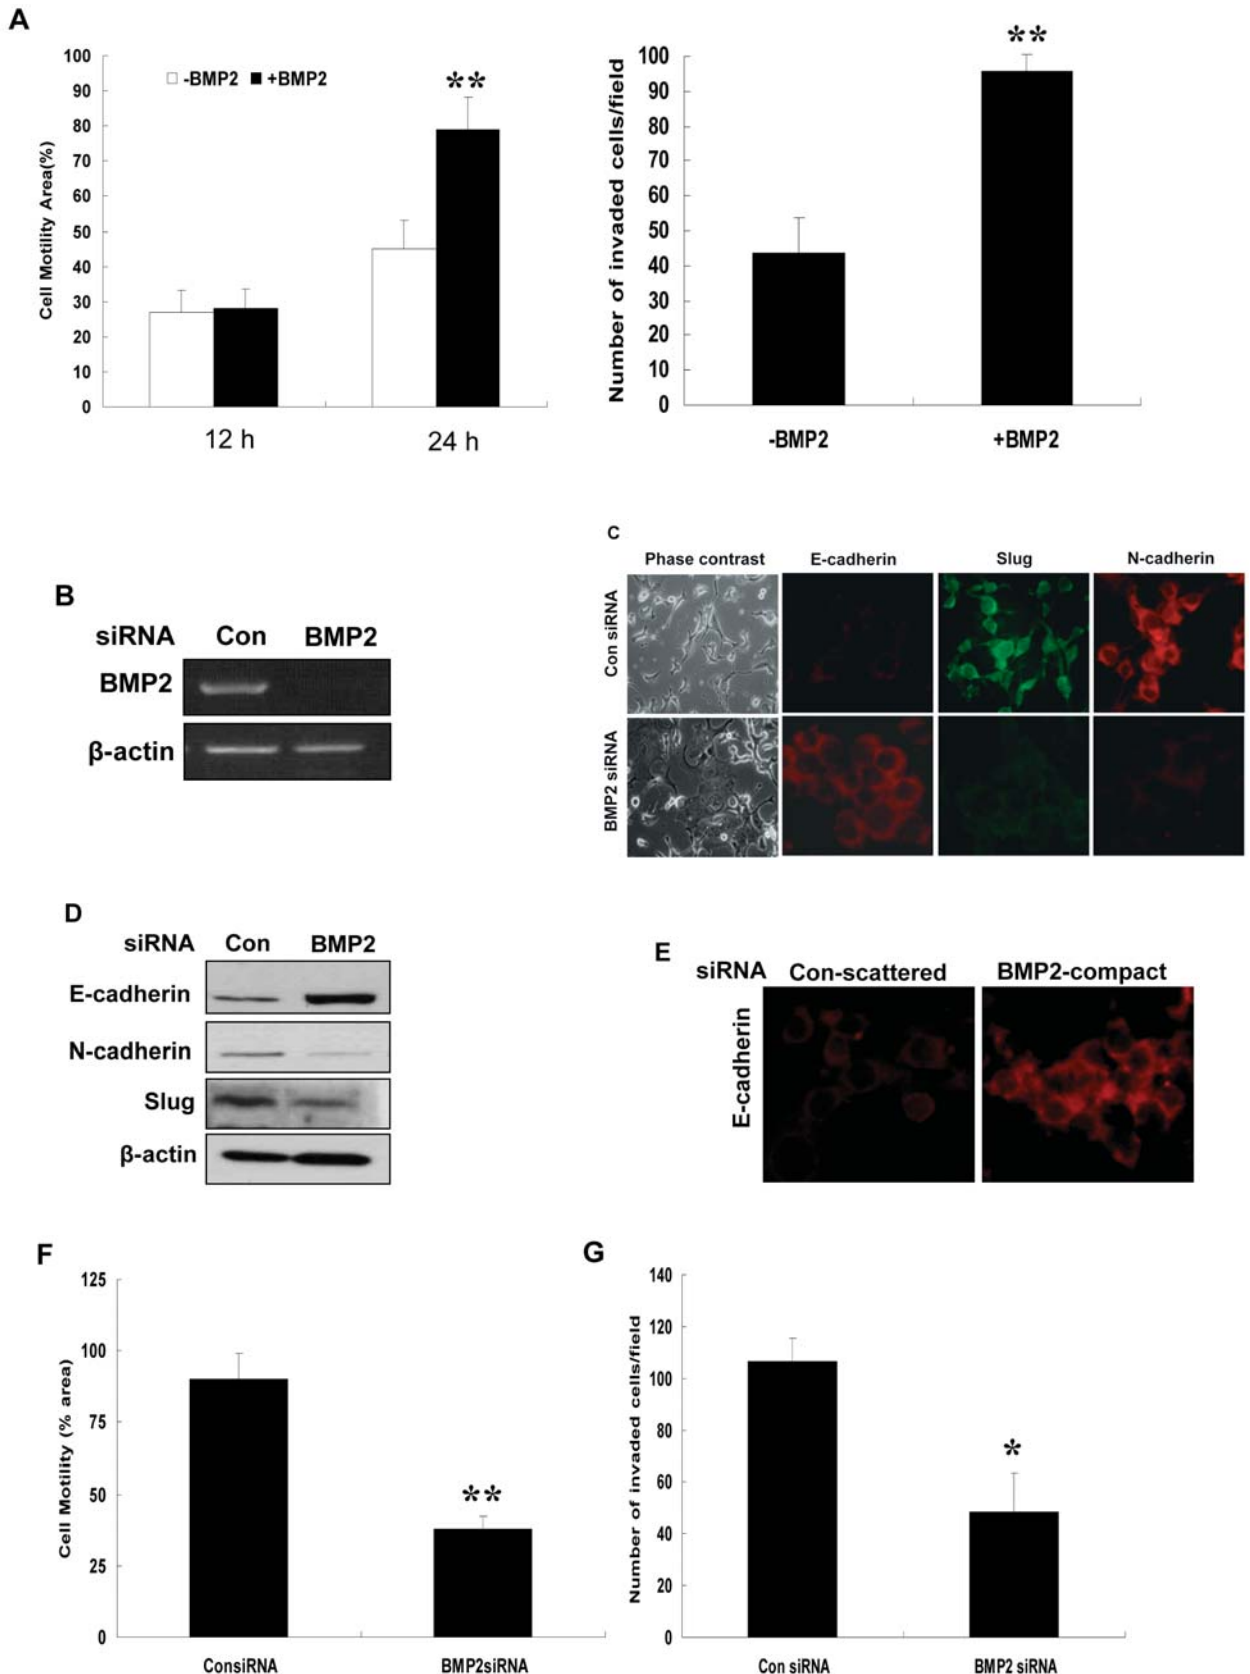 A
Cell Motility Area(%)
100
90
80
70
60
50
40
30
20
10
0
-BMP2 +BMP2
**
12 h 24 h
Number of invaded cells/field
100
90
80
70
60
50
40
30
20
10
0
**
-BMP2 +BMP2
B
siRNA Con BMP2
BMP2
β-actin
C
Phase contrast E-cadherin Slug N-cadherin
Con siRNA
BMP2 siRNA
D
siRNA Con BMP2
E-cadherin
N-cadherin
Slug
β-actin
E
siRNA Con-scattered BMP2-compact
E-cadherin
F
Cell Motility (% area)
125
100
75
50
25
0
**
ConsiRNA BMP2siRNA
G
Number of invaded cells/field
140
120
100
80
60
40
20
0
*
Con siRNA BMP2 siRNA